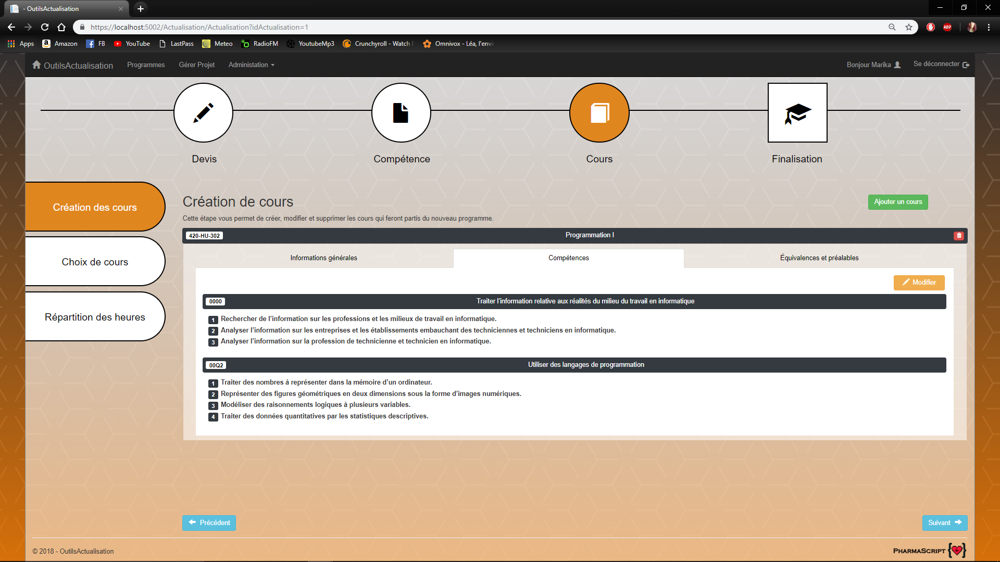 - OutilsActualisation
https://localhost:5002/Actualisation/Actualisation?idActualisation=1
ABP
Apps
Amazon
FB
YouTube
LastPass
Meteo
RadioFM
YoutubeMp3
Crunchyroll - Watch
Omnivox - Léa, l'envi
OutilsActualisation
Programmes
Gérer Projet
Administation
Bonjour Marika
Se déconnecter
Devis
Compétence
Cours
Finalisation
Création des cours
Choix de cours
Répartition des heures
Création de cours
Ajouter un cours
Cette étape vous permet de créer, modifier et supprimer les cours qui feront partis du nouveau programme.
420-HU-302
Programmation I
Informations générales
Compétences
Équivalences et préalables
Modifier
0000 Traiter l'information relative aux réalités du milieu du travail en informatique
1 Rechercher de l'information sur les professions et les milieux de travail en informatique.
2 Analyser l'information sur les entreprises et les établissements embauchant des techniciennes et techniciens en informatique.
3 Analyser l'information sur la profession de technicienne et technicien en informatique.
00Q2 Utiliser des langages de programmation
1 Traiter des nombres à représenter dans la mémoire d'un ordinateur.
2 Représenter des figures géométriques en deux dimensions sous la forme d'images numériques.
3 Modéliser des raisonnements logiques à plusieurs variables.
4 Traiter des données quantitatives par les statistiques descriptives.
Précédent
Suivant
© 2018 - OutilsActualisation
PHARMASCRIPT